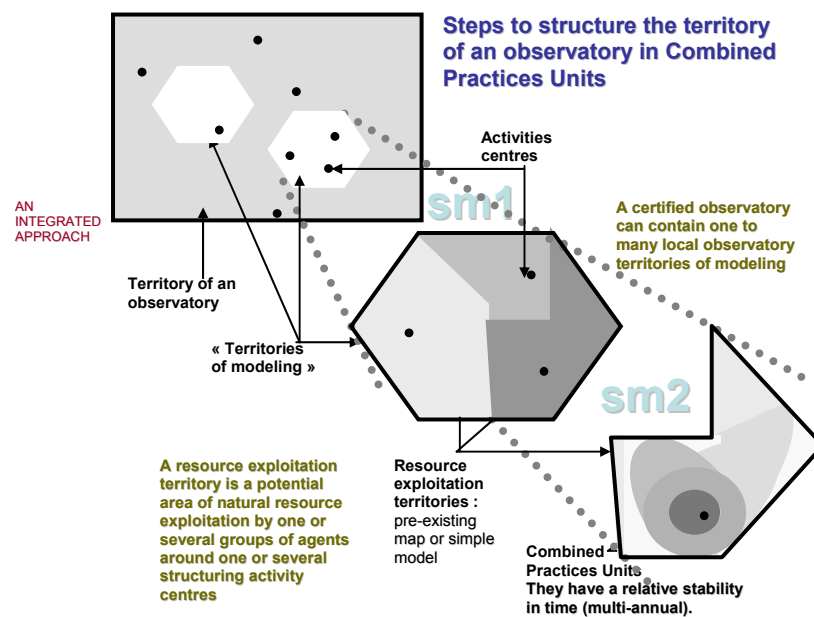 Steps to structure the territory
of an observatory in Combined
Practices Units
Activities
centres
AN
INTEGRATED
APPROACH
sm1
A certified observatory
can contain one to
many local observatory
territories of modeling
Territory of an
observatory
« Territories
of modeling »
sm2
A resource exploitation
territory is a potential
area of natural resource
exploitation by one or
several groups of agents
around one or several
structuring activity
centres
Resource
exploitation
territories :
pre-existing
map or simple
model
Combined
Practices Units
They have a relative stability
in time (multi-annual).